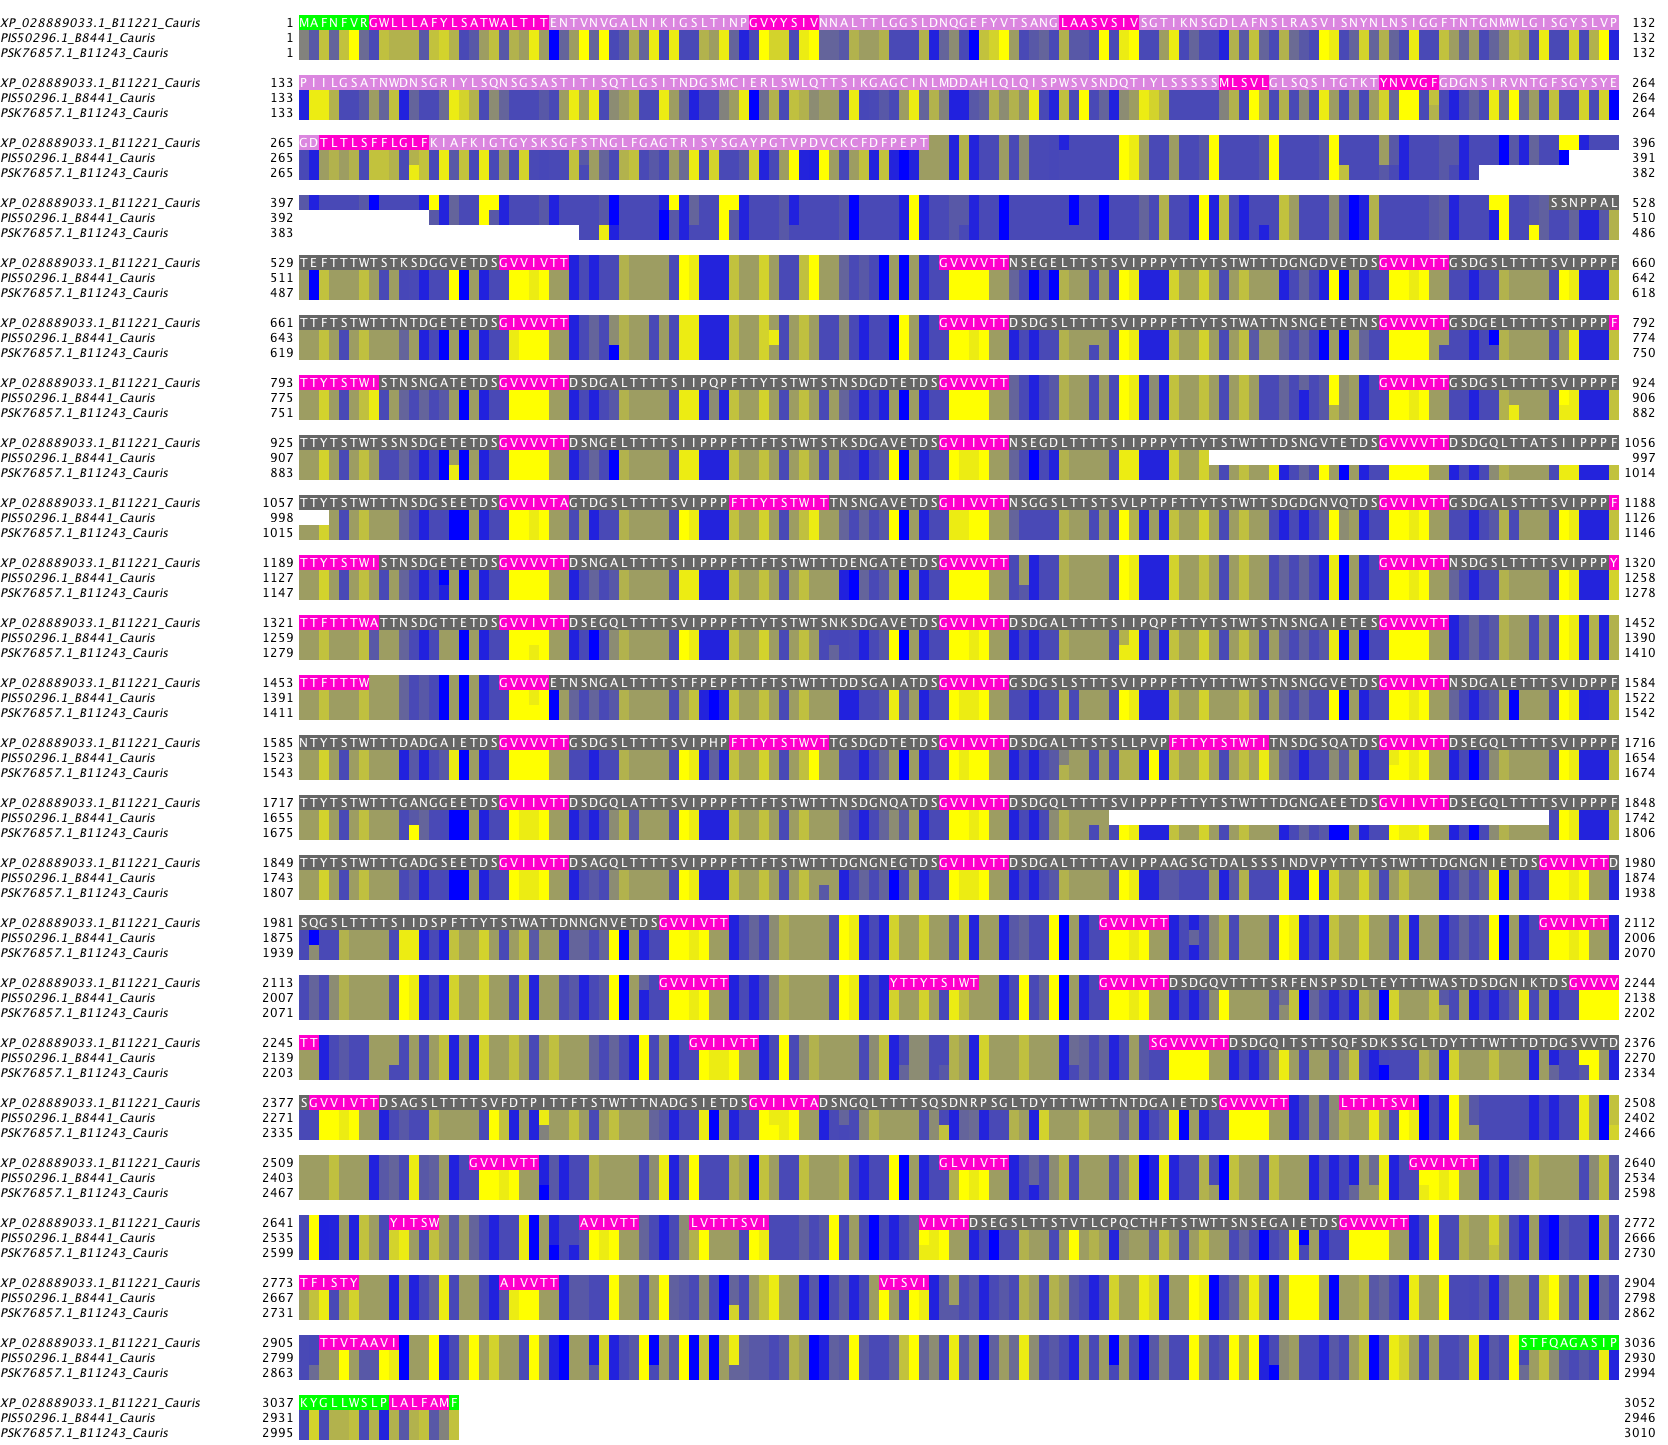 XP_028889033.1_B11221_Cauris 1 MAFNFVRGWLLLAFYLSATWALTITENTVNVGALNIKIGSLTINPGVYYSIVNNALTTLGGSLDNQGEFYVTSANGLAASVSIVSGTIKNSGDLAFNSLRASVISNYNLNSIGGFTNTGNMWLGISGYSLVP 132
PIS50296.1_B8441_Cauris 1 132
PSK76857.1_B11243_Cauris 1 132
XP_028889033.1_B11221_Cauris 133 PIILGSATNWDNSGRIYLSQNSGSASTITISQTLGSITNDGSMCIERLSWLQTTSIKGAGCINLMDDAHLQLQISPWSVSNDQTIYLSSSSSMLSVLGLSQSITGTKTYNVVGFGDGNSIRVNTGFSGYSYE 264
PIS50296.1_B8441_Cauris 133 264
PSK76857.1_B11243_Cauris 133 264
XP_028889033.1_B11221_Cauris 265 GDTLTLSFFLGLFKIAFKIGTGYSKSGFSTNGLFGAGTRISYSGAYPGTVPDVCKCFDFPEPT 396
PIS50296.1_B8441_Cauris 265 391
PSK76857.1_B11243_Cauris 265 382
XP_028889033.1_B11221_Cauris 397 SSNPPAL 528
PIS50296.1_B8441_Cauris 392 510
PSK76857.1_B11243_Cauris 383 486
XP_028889033.1_B11221_Cauris 529 TEFTTTWTSTKSDGGVETDSGVVIVTT GVVVVTTNSEGELTTSTSVIPPPYTTYTSTWTTTDGNGDVETDSGVVIVTTGSDGSLTTTTSVIPPPF 660
PIS50296.1_B8441_Cauris 511 642
PSK76857.1_B11243_Cauris 487 618
XP_028889033.1_B11221_Cauris 661 TTFTSTWTTTNTDGETETDSGIVVVTT GVVIVTTDSDGSLTTTTSVIPPPFTTYTSTWATTNSNGETETNSGVVVVTTGSDGELTTTTSTIPPPF 792
PIS50296.1_B8441_Cauris 643 774
PSK76857.1_B11243_Cauris 619 750
XP_028889033.1_B11221_Cauris 793 TTYTSTWISTNSNGATETDSGVVVVTTDSDGALTTTTSIIPQPFTTYTSTWTSTNSDGDTETDSGVVVVTT GVVIVTTGSDGSLTTTTSVIPPPF 924
PIS50296.1_B8441_Cauris 775 906
PSK76857.1_B11243_Cauris 751 882
XP_028889033.1_B11221_Cauris 925 TTYTSTWTSSNSDGETETDSGVVVVTTDSNGELTTTTSIIPPPFTTFTSTWTSTKSDGAVETDSGVIIVTTNSEGDLTTTTSIIPPPYTTYTSTWTTTDSNGVTETDSGVVVVTTDSDGQLTTATSIIPPPF 1056
PIS50296.1_B8441_Cauris 907 997
PSK76857.1_B11243_Cauris 883 1014
XP_028889033.1_B11221_Cauris 1057 TTYTSTWTTTNSDGSEETDSGVVIVTAGTDGSLTTTTSVIPPPFTTYTSTWITTNSNGAVETDSGIIVVTTNSGGSLTTSTSVLPTPFTTYTSTWTTSDGDGNVQTDSGVVIVTTGSDGALSTTTSVIPPPF 1188
PIS50296.1_B8441_Cauris 998 1126
PSK76857.1_B11243_Cauris 1015 1146
XP_028889033.1_B11221_Cauris 1189 TTYTSTWISTNSDGETETDSGVVVVTTDSNGALTTTTSIIPPPFTTFTSTWTTTDENGATETDSGVVVVTT GVVIVTTNSDGSLTTTTSVIPPPY 1320
PIS50296.1_B8441_Cauris 1127 1258
PSK76857.1_B11243_Cauris 1147 1278
XP_028889033.1_B11221_Cauris 1321 TTFTTTWATTNSDGTTETDSGVVIVTTDSEGQLTTTTSVIPPPFTTYTSTWTSNKSDGAVETDSGVVIVTTDSDGALTTTTSIIPQPFTTYTSTWTSTNSNGAIETESGVVVVTT 1452
PIS50296.1_B8441_Cauris 1259 1390
PSK76857.1_B11243_Cauris 1279 1410
XP_028889033.1_B11221_Cauris 1453 TTFTTTW GVVVVETNSNGALTTTTSTFPEPFTTFTSTWTTTDDSGAIATDSGVVIVTTGSDGSLSTTTSVIPPPFTTYTTTWTSTNSNGGVETDSGVVIVTTNSDGALETTTSVIDPPF 1584
PIS50296.1_B8441_Cauris 1391 1522
PSK76857.1_B11243_Cauris 1411 1542
XP_028889033.1_B11221_Cauris 1585 NTYTSTWTTTDADGAIETDSGVVVVTTGSDGSLTTTTSVIPHPFTTYTSTWVTTGSDGDTETDSGVIVVTTDSDGALTTSTSLLPVPFTTYTSTWTITNSDGSQATDSGVVIVTTDSEGQLTTTTSVIPPPF 1716
PIS50296.1_B8441_Cauris 1523 1654
PSK76857.1_B11243_Cauris 1543 1674
XP_028889033.1_B11221_Cauris 1717 TTYTSTWTTTGANGGEETDSGVIIVTTDSDGQLATTTSVIPPPFTTFTSTWTTTNSDGNQATDSGVVIVTTDSDGQLTTTTSVIPPPFTTYTSTWTTTDGNGAEETDSGVIIVTTDSEGQLTTTTSVIPPPF 1848
PIS50296.1_B8441_Cauris 1655 1742
PSK76857.1_B11243_Cauris 1675 1806
XP_028889033.1_B11221_Cauris 1849 TTYTSTWTTTGADGSEETDSGVIIVTTDSAGQLTTTTSVIPPPFTTFTSTWTTTDGNGNEGTDSGVIIVTTDSDGALTTTTAVIPPAAGSGTDALSSSINDVPYTTYTSTWTTTDGNGNIETDSGVVIVTTD 1980
PIS50296.1_B8441_Cauris 1743 1874
PSK76857.1_B11243_Cauris 1807 1938
XP_028889033.1_B11221_Cauris 1981 SQGSLTTTTSIIDSPFTTYTSTWATTDNNGNVETDSGVVIVTT GVVIVTT GVVIVTT 2112
PIS50296.1_B8441_Cauris 1875 2006
PSK76857.1_B11243_Cauris 1939 2070
XP_028889033.1_B11221_Cauris 2113 GVVIVTT YTTYTSIWT GVVIVTTDSDGQVTTTTSRFENSPSDLTEYTTTWASTDSDGNIKTDSGVVVV 2244
PIS50296.1_B8441_Cauris 2007 2138
PSK76857.1_B11243_Cauris 2071 2202
XP_028889033.1_B11221_Cauris 2245 TT GVIIVTT SGVVVVTTDSDGQITSTTSQFSDKSSGLTDYTTTWTTTDTDGSVVTD 2376
PIS50296.1_B8441_Cauris 2139 2270
PSK76857.1_B11243_Cauris 2203 2334
XP_028889033.1_B11221_Cauris 2377 SGVVIVTTDSAGSLTTTTSVFDTPITTFTSTWTTTNADGSIETDSGVIIVTADSNGQLTTTTSQSDNRPSGLTDYTTTWTTTNTDGAIETDSGVVVVTT LTTITSVI 2508
PIS50296.1_B8441_Cauris 2271 2402
PSK76857.1_B11243_Cauris 2335 2466
XP_028889033.1_B11221_Cauris 2509 GVVIVTT GLVIVTT GVVIVTT 2640
PIS50296.1_B8441_Cauris 2403 2534
PSK76857.1_B11243_Cauris 2467 2598
XP_028889033.1_B11221_Cauris 2641 YITSW AVIVTT LVTTTSVI VIVTTDSEGSLTTSTVTLCPQCTHFTSTWTTSNSEGAIETDSGVVVVTT 2772
PIS50296.1_B8441_Cauris 2535 2666
PSK76857.1_B11243_Cauris 2599 2730
XP_028889033.1_B11221_Cauris 2773 TFISTY AIVVTT VTSVI 2904
PIS50296.1_B8441_Cauris 2667 2798
PSK76857.1_B11243_Cauris 2731 2862
XP_028889033.1_B11221_Cauris 2905 TTVTAAVI STFQAGASIP 3036
PIS50296.1_B8441_Cauris 2799 2930
PSK76857.1_B11243_Cauris 2863 2994
XP_028889033.1_B11221_Cauris 3037 KYGLLWSLPLALFAMF 3052
PIS50296.1_B8441_Cauris 2931 2946
PSK76857.1_B11243_Cauris 2995 3010